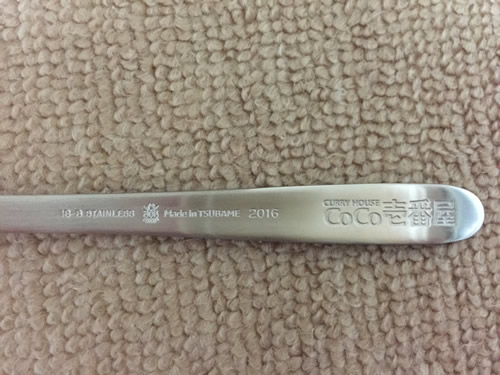 18-8 STAINLESS Made in TSUBAME 2016
CURRY HOUSE
CoCo壱番屋